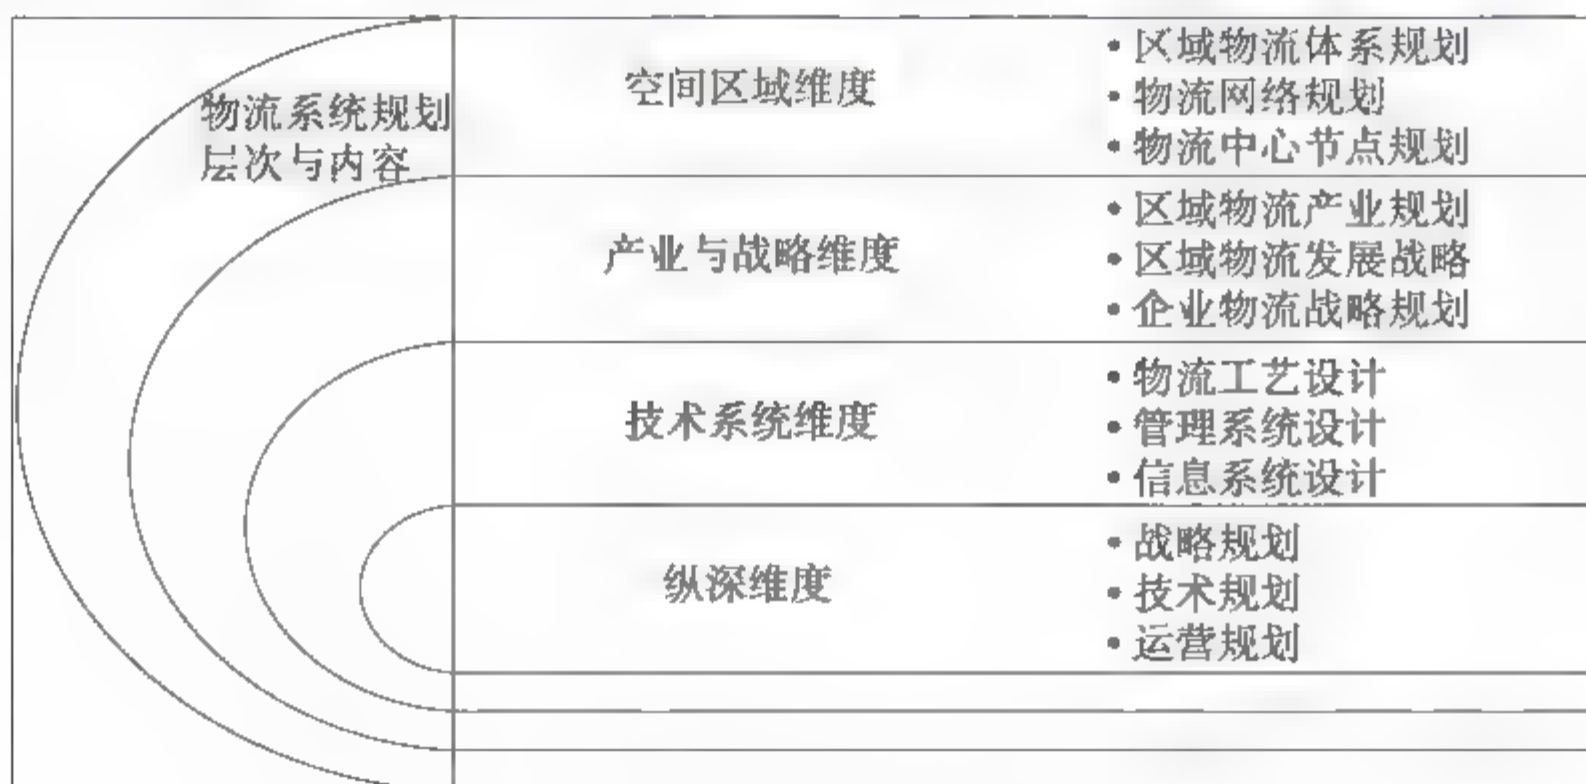 物流系统规划
层次与内容
空间区域维度
• 区域物流体系规划
• 物流网络规划
• 物流中心节点规划
产业与战略维度
• 区域物流产业规划
• 区域物流发展战略
• 企业物流战略规划
技术系统维度
• 物流工艺设计
• 管理系统设计
• 信息系统设计
纵深维度
• 战略规划
• 技术规划
• 运营规划